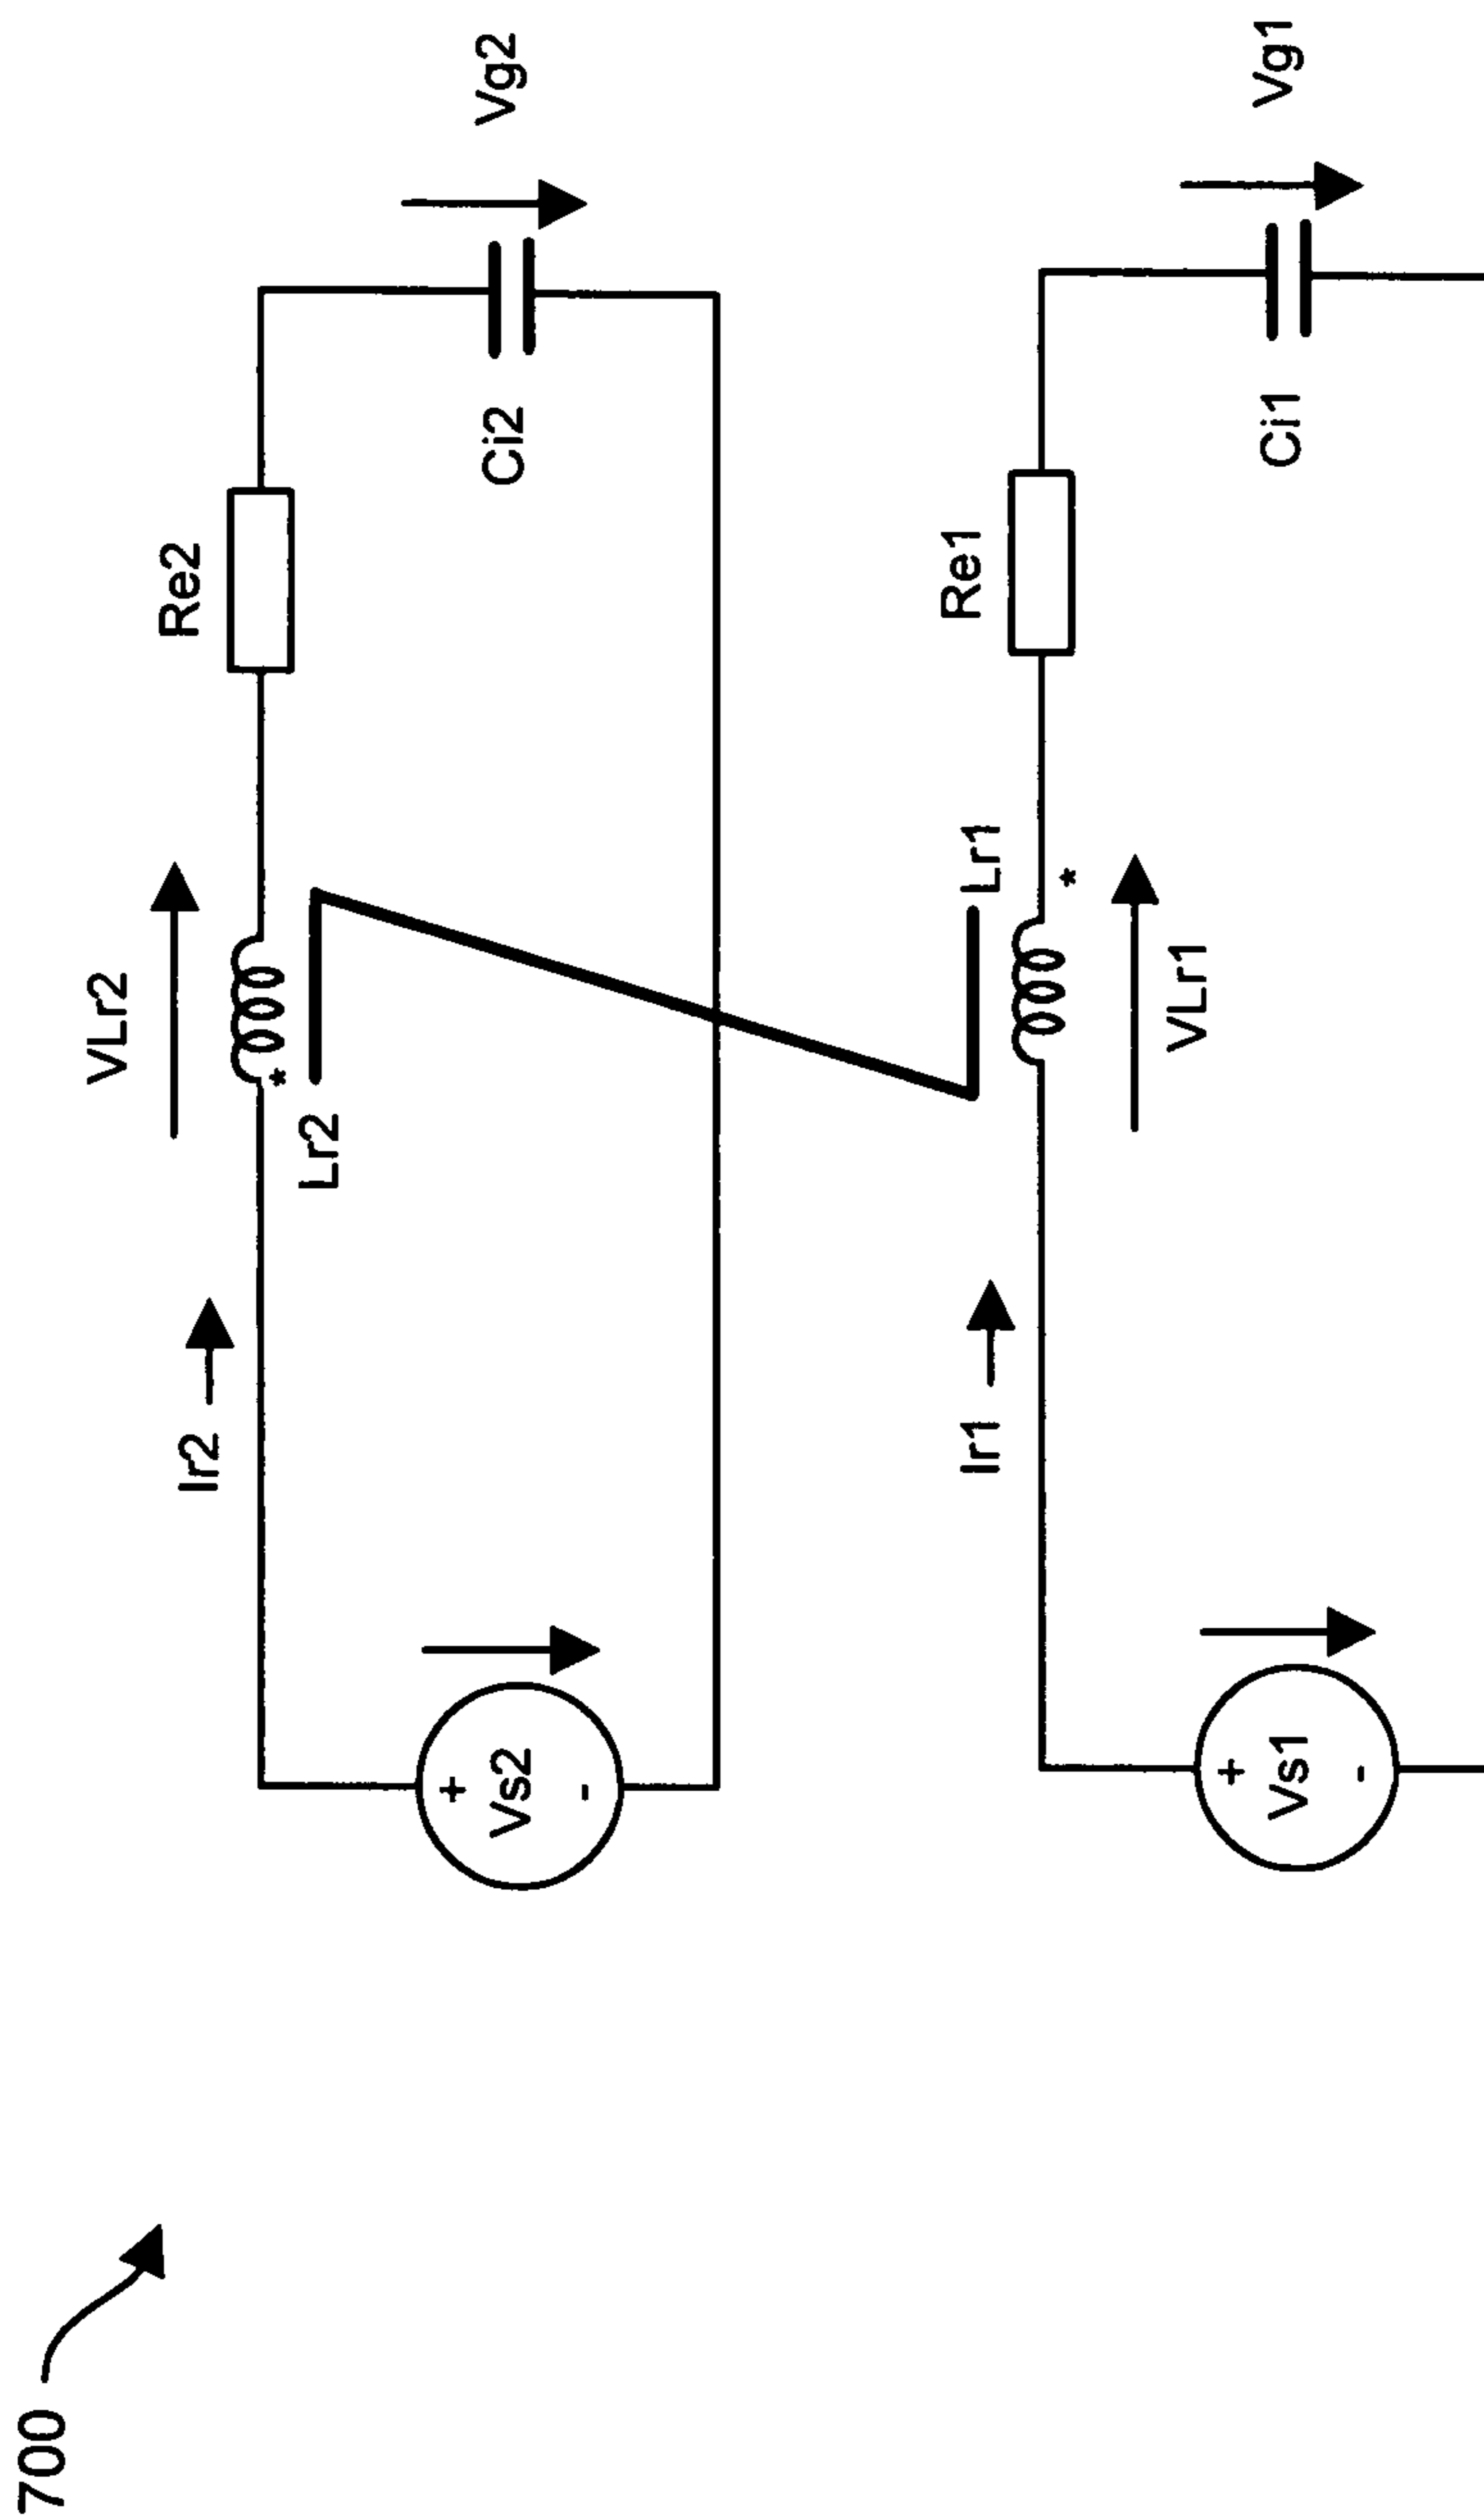 700
VLr2
Ir2
Re2
*
Lr2
+
Vs2
-
Ci2
Vg2
Lr1
Ir1
Re1
*
VLr1
+
Vs1
-
Ci1
Vg1